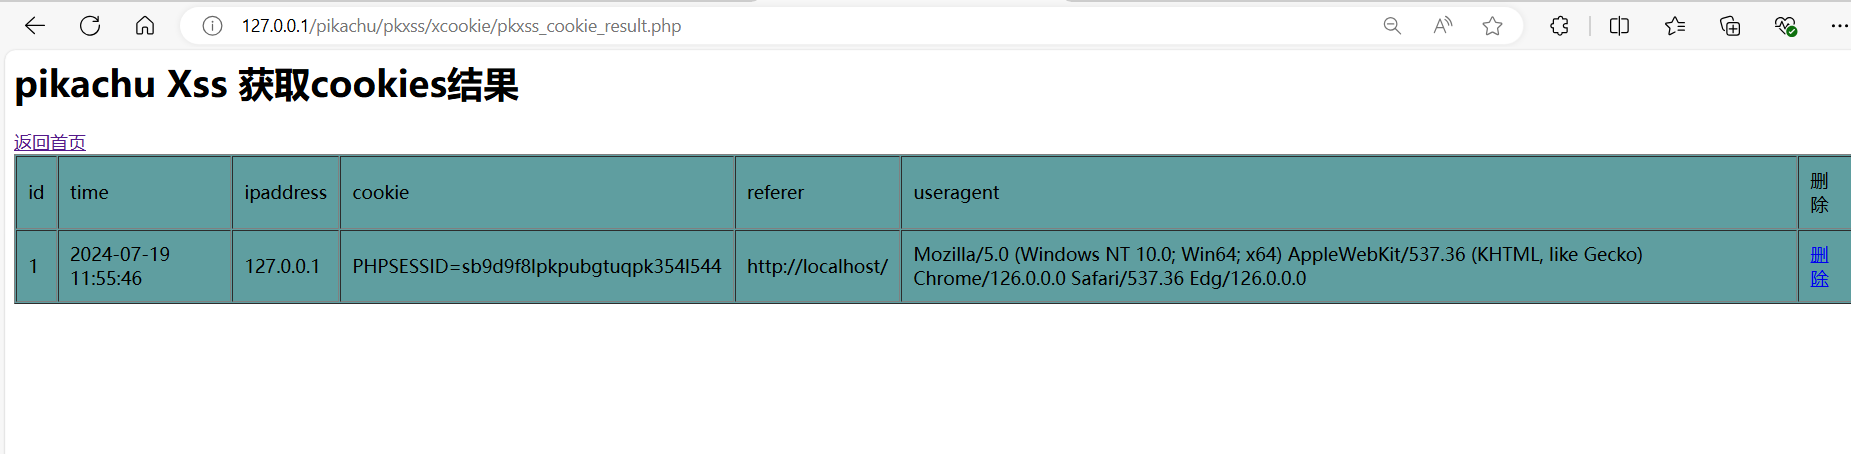 127.0.0.1/pikachu/pkxss/xcookie/pkxss_cookie_result.php
pikachu Xss 获取cookies结果
返回首页
id time ipaddress cookie referer useragent 删除
1 2024-07-19 11:55:46 127.0.0.1 PHPSESSID=sb9d9f8lpkpubgtuqpk354l544 http://localhost/ Mozilla/5.0 (Windows NT 10.0; Win64; x64) AppleWebKit/537.36 (KHTML, like Gecko) Chrome/126.0.0.0 Safari/537.36 Edg/126.0.0.0 删除